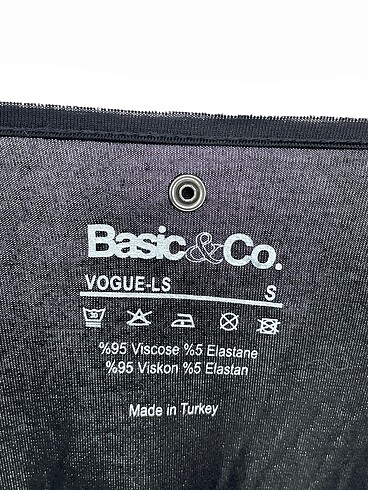 Basic&Co.
VOGUE-LS S
30
%95 Viscose %5 Elastane
%95 Viskon %5 Elastan
Made in Turkey